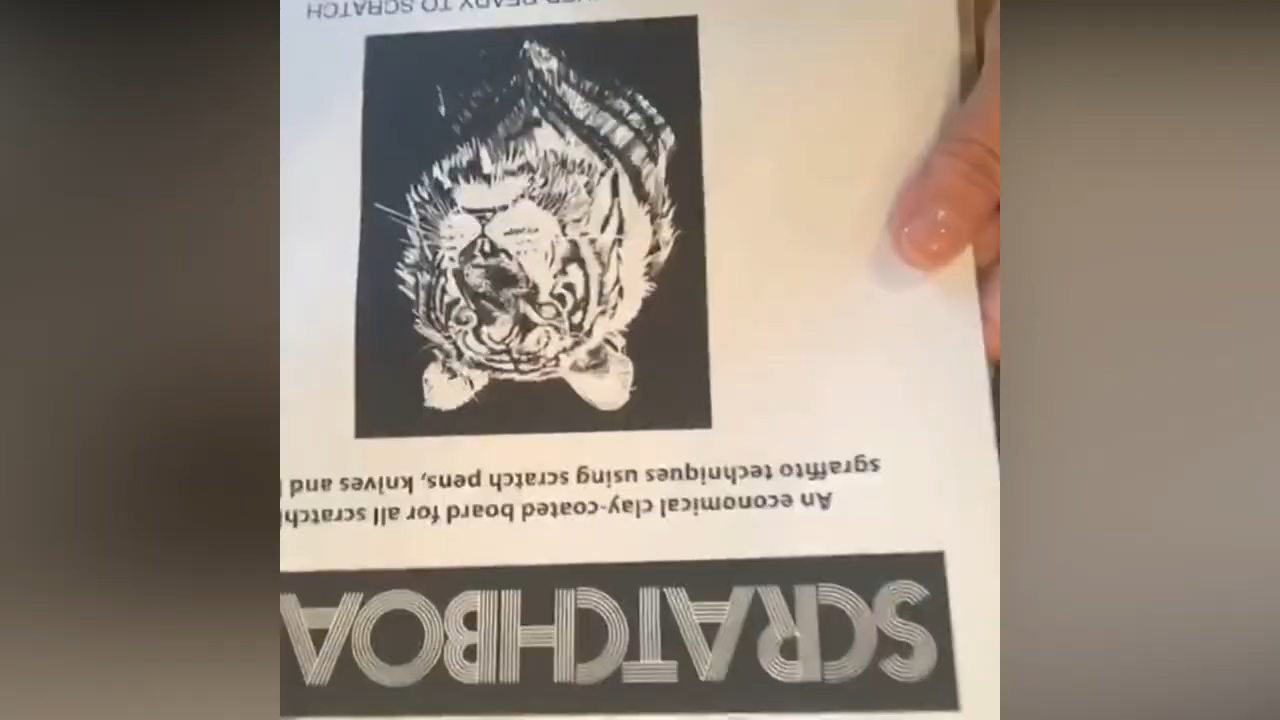 SCRATCHBOA
An economical clay-coated board for all scratch
sgraffito techniques using scratch pens, knives and
READY TO SCRATCH